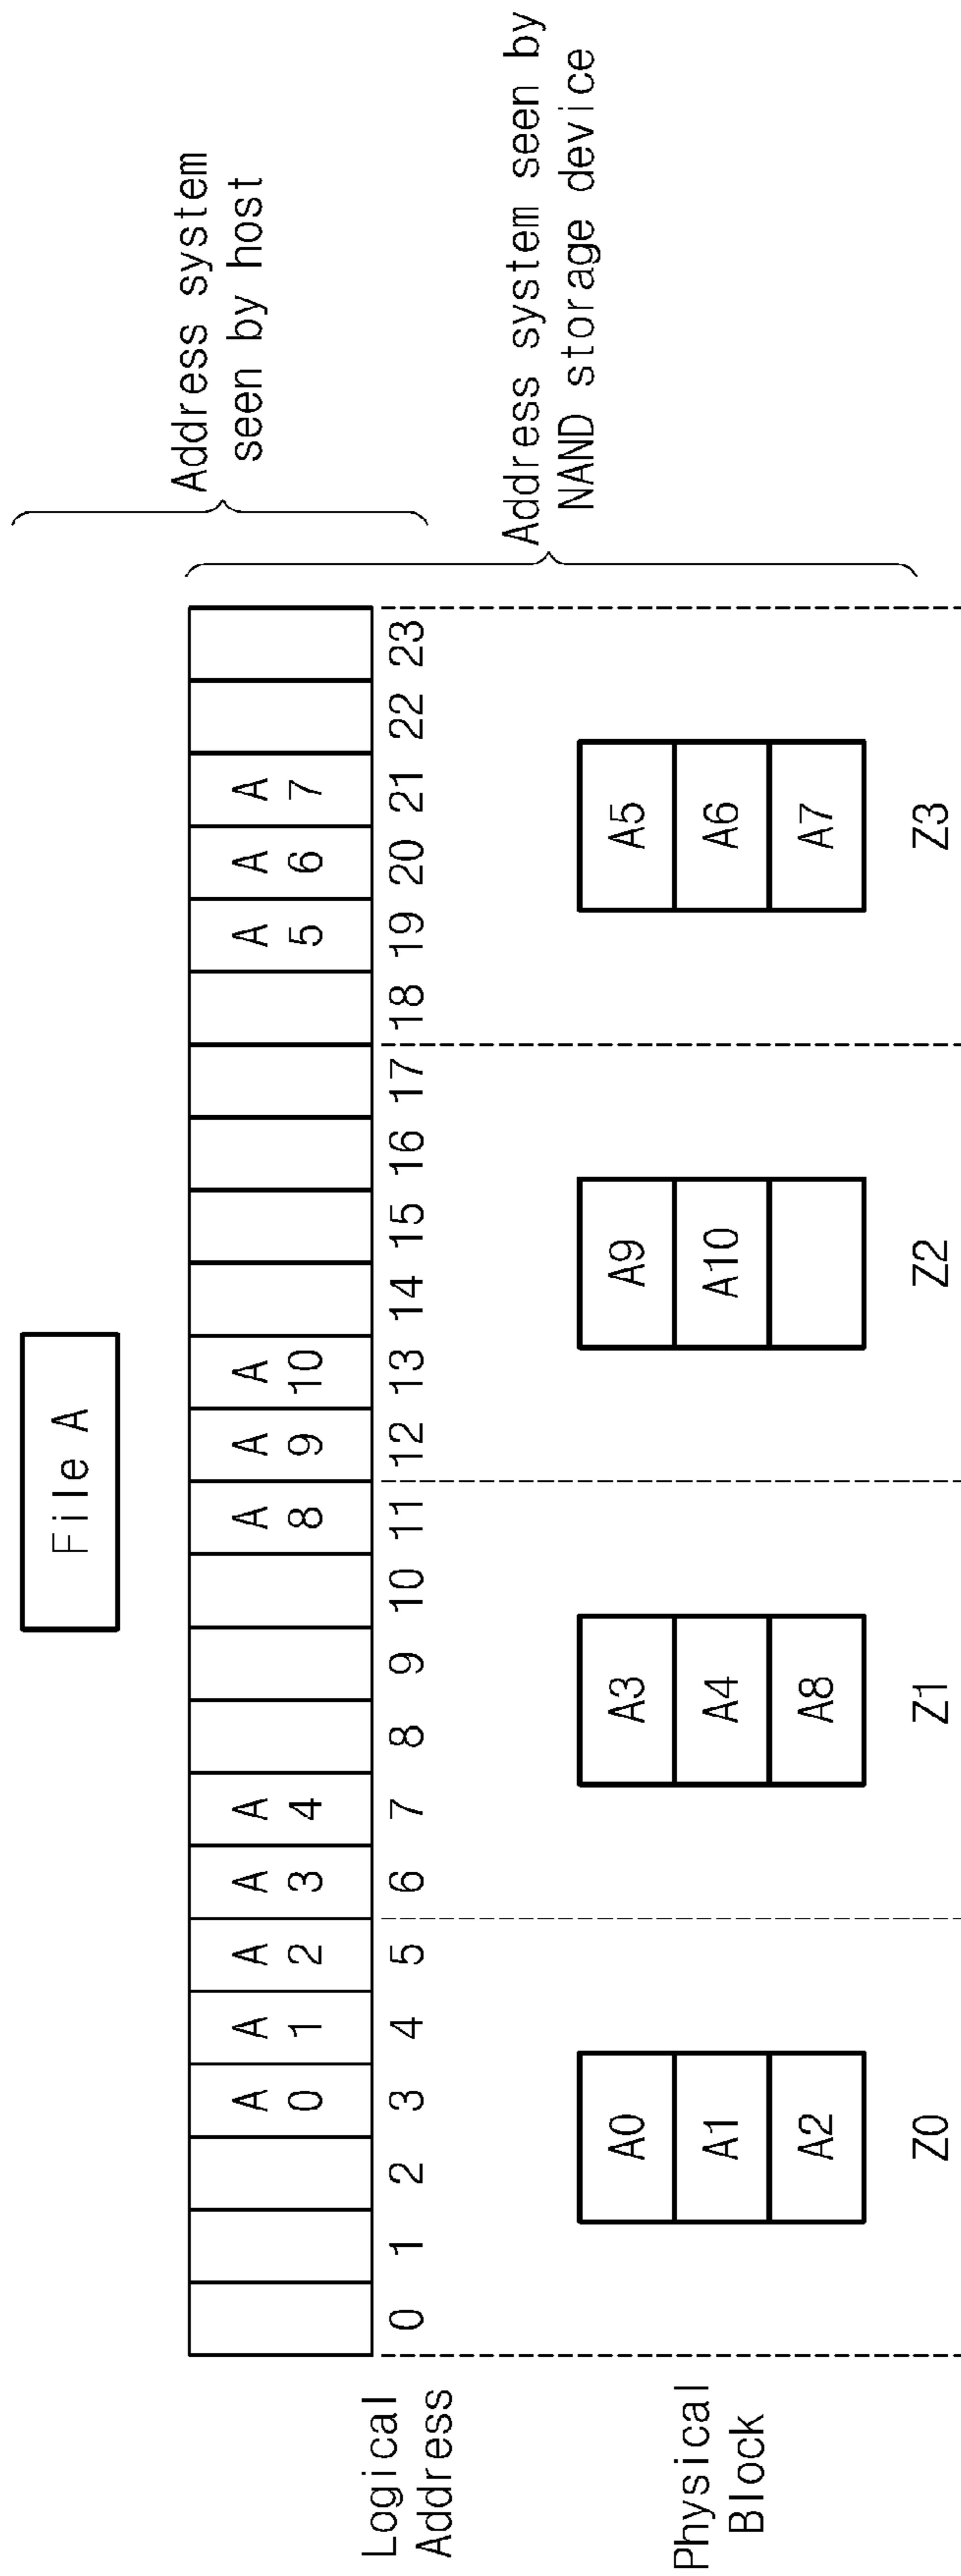 File A
Address system
seen by host
A A A A A A A A A A A
0 1 2 3 4 8 9 10 5 6 7
Logical
Address
0 1 2 3 4 5 6 7 8 9 10 11 12 13 14 15 16 17 18 19 20 21 22 23
Address system seen by
NAND storage device
Physical
Block
A0 A3 A9 A5
A1 A4 A10 A6
A2 A8 A7
Z0 Z1 Z2 Z3